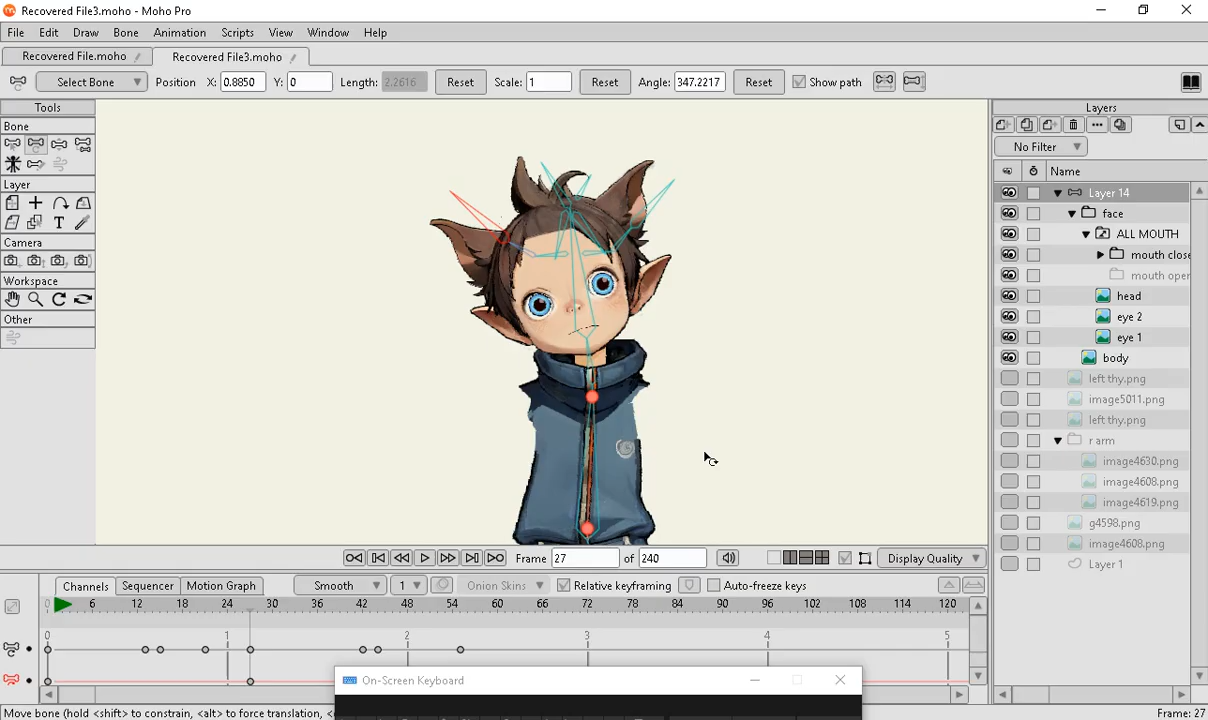 Recovered File3.moho - Moho Pro
File Edit Draw Bone Animation Scripts View Window Help
Recovered File.moho Recovered File3.moho
Select Bone Position X: 0.8850 Y: 0 Length: 2.2616 Reset Scale: 1 Reset Angle: 347.2217 Reset Show path
Tools
Bone
Layer
Camera
Workspace
Other
Layers
No Filter
Name
Layer 14
face
ALL MOUTH
mouth close
mouth open
head
eye 2
eye 1
body
left thy.png
image5011.png
left thy.png
r arm
image4630.png
image4608.png
image4619.png
g4598.png
image4608.png
Layer 1
Frame 27 of 240 Display Quality
Channels Sequencer Motion Graph Smooth 1 Onion Skins Relative keyframing Auto-freeze keys
0 6 12 18 24 30 36 42 48 54 60 66 72 78 84 90 96 102 108 114 120
0 1 2 3 4 5
On-Screen Keyboard
Move bone (hold <shift> to constrain, <alt> to force translation, < Frame: 27